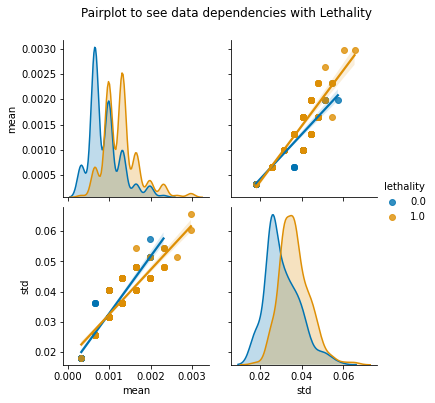 Pairplot to see data dependencies with Lethality
0.0030
0.0025
0.0020
0.0015
0.0010
0.0005
mean
lethality
0.0
1.0
0.06
0.05
0.04
0.03
0.02
std
0.000 0.001 0.002 0.003
mean
0.02 0.04 0.06
std